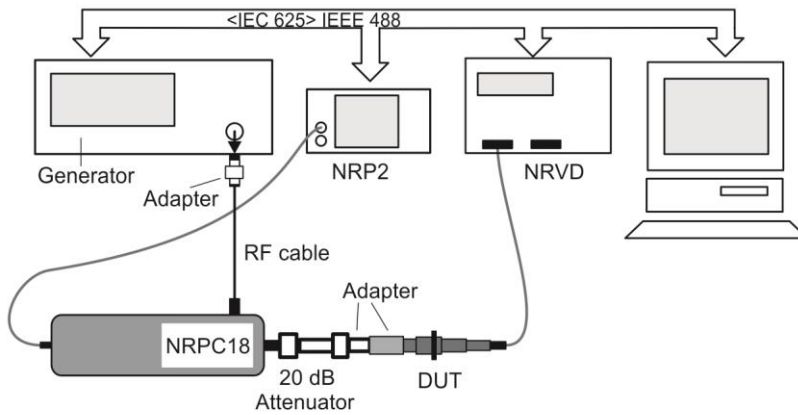 <IEC 625> IEEE 488
Generator
Adapter
NRP2
NRVD
RF cable
Adapter
NRPC18
20 dB
Attenuator
DUT